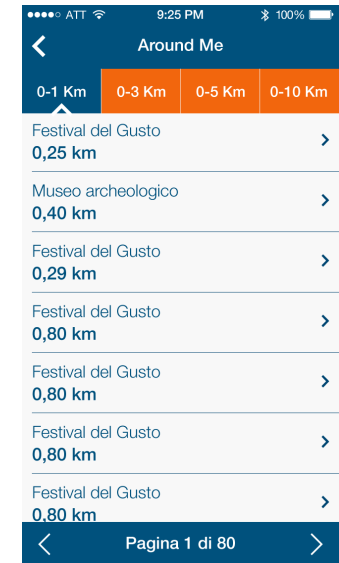 ATT 9:25 PM 100%
Around Me
0-1 Km 0-3 Km 0-5 Km 0-10 Km
Festival del Gusto
0,25 km
Museo archeologico
0,40 km
Festival del Gusto
0,29 km
Festival del Gusto
0,80 km
Festival del Gusto
0,80 km
Festival del Gusto
0,80 km
Festival del Gusto
0,80 km
Pagina 1 di 80